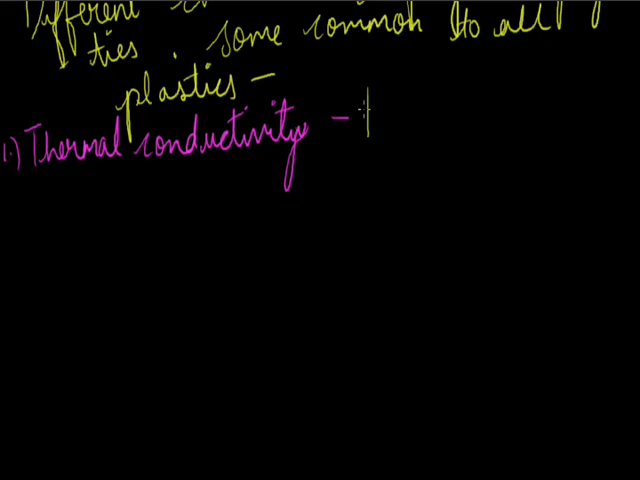 Different
ties . some common to all
plastics -
1.) Thermal conductivity -